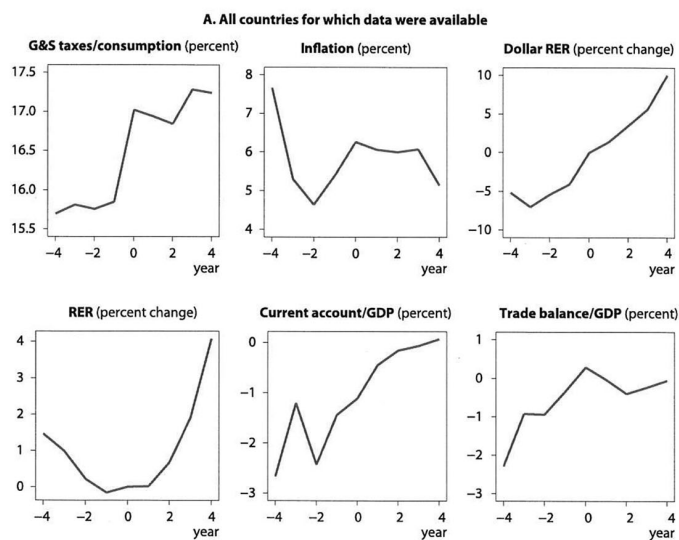 A. All countries for which data were available
G&S taxes/consumption (percent)
17.5
17.0
16.0
15.5
−4 −2 0 2 4
year
Inflation (percent)
8
7
6
5
4
−4 −2 0 2 4
year
Dollar RER (percent change)
10
5
0
−5
−10
−4 −2 0 2 4
year
RER (percent change)
4
3
2
1
0
−4 −2 0 2 4
year
Current account/GDP (percent)
0
−1
−2
−3
−4 −2 0 2 4
year
Trade balance/GDP (percent)
1
0
−1
−2
−3
−4 −2 0 2 4
year